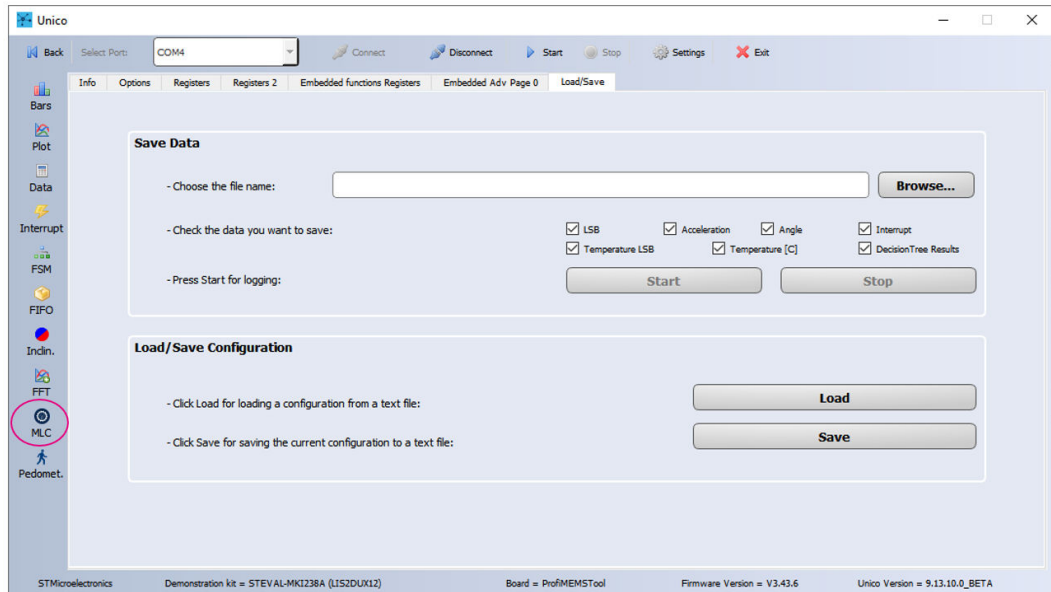 Unico
Back Select Port: COM4 Connect Disconnect Start Stop Settings Exit
Info Options Registers Registers 2 Embedded functions Registers Embedded Adv Page 0 Load/Save
Bars
Plot
Data
Interrupt
FSM
FIFO
Inclin.
FFT
MLC
Pedomet.
Save Data
- Choose the file name: Browse...
- Check the data you want to save: LSB Acceleration Angle Interrupt
Temperature LSB Temperature [C] DecisionTree Results
- Press Start for logging: Start Stop
Load/Save Configuration
- Click Load for loading a configuration from a text file: Load
- Click Save for saving the current configuration to a text file: Save
STMicroelectronics Demonstration kit = STEVAL-MKI238A (LIS2DUX12) Board = ProfiMEMSTool Firmware Version = V3.43.6 Unico Version = 9.13.10.0_BETA